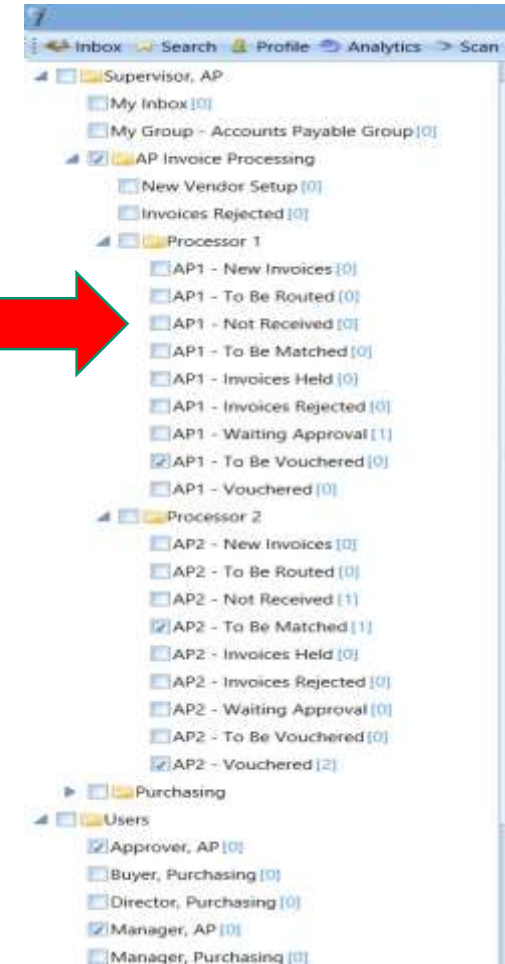 Inbox Search Profile Analytics Scan
Supervisor, AP
My Inbox [0]
My Group - Accounts Payable Group [0]
AP Invoice Processing
New Vendor Setup [0]
Invoices Rejected [0]
Processor 1
AP1 - New Invoices [0]
AP1 - To Be Routed [0]
AP1 - Not Received [0]
AP1 - To Be Matched [0]
AP1 - Invoices Held [0]
AP1 - Invoices Rejected [0]
AP1 - Waiting Approval [1]
AP1 - To Be Vouchered [0]
AP1 - Vouchered [0]
Processor 2
AP2 - New Invoices [0]
AP2 - To Be Routed [0]
AP2 - Not Received [1]
AP2 - To Be Matched [1]
AP2 - Invoices Held [0]
AP2 - Invoices Rejected [0]
AP2 - Waiting Approval [0]
AP2 - To Be Vouchered [0]
AP2 - Vouchered [2]
Purchasing
Users
Approver, AP [0]
Buyer, Purchasing [0]
Director, Purchasing [0]
Manager, AP [0]
Manager, Purchasing [0]